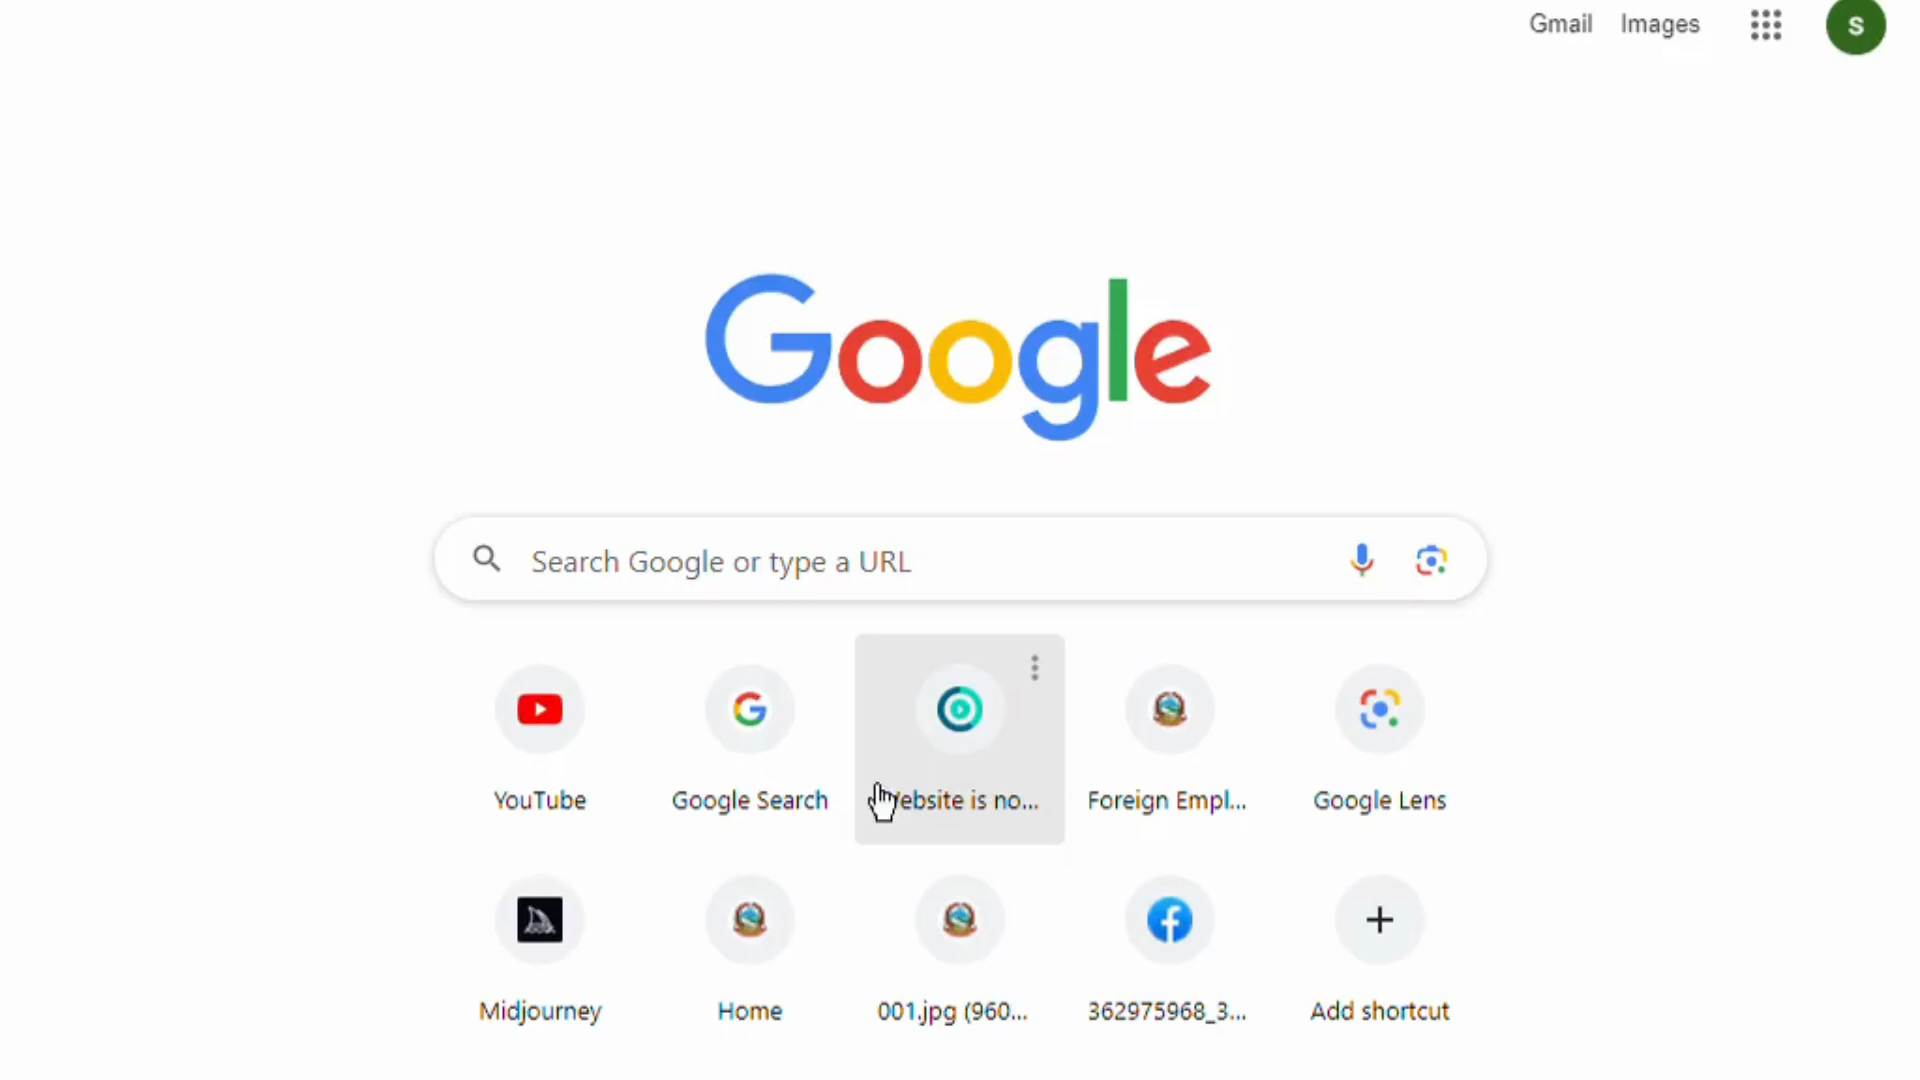 Gmail Images
S
Google
Search Google or type a URL
YouTube Google Search ebsite is no... Foreign Empl... Google Lens
Midjourney Home 001.jpg (960... 362975968_3... Add shortcut